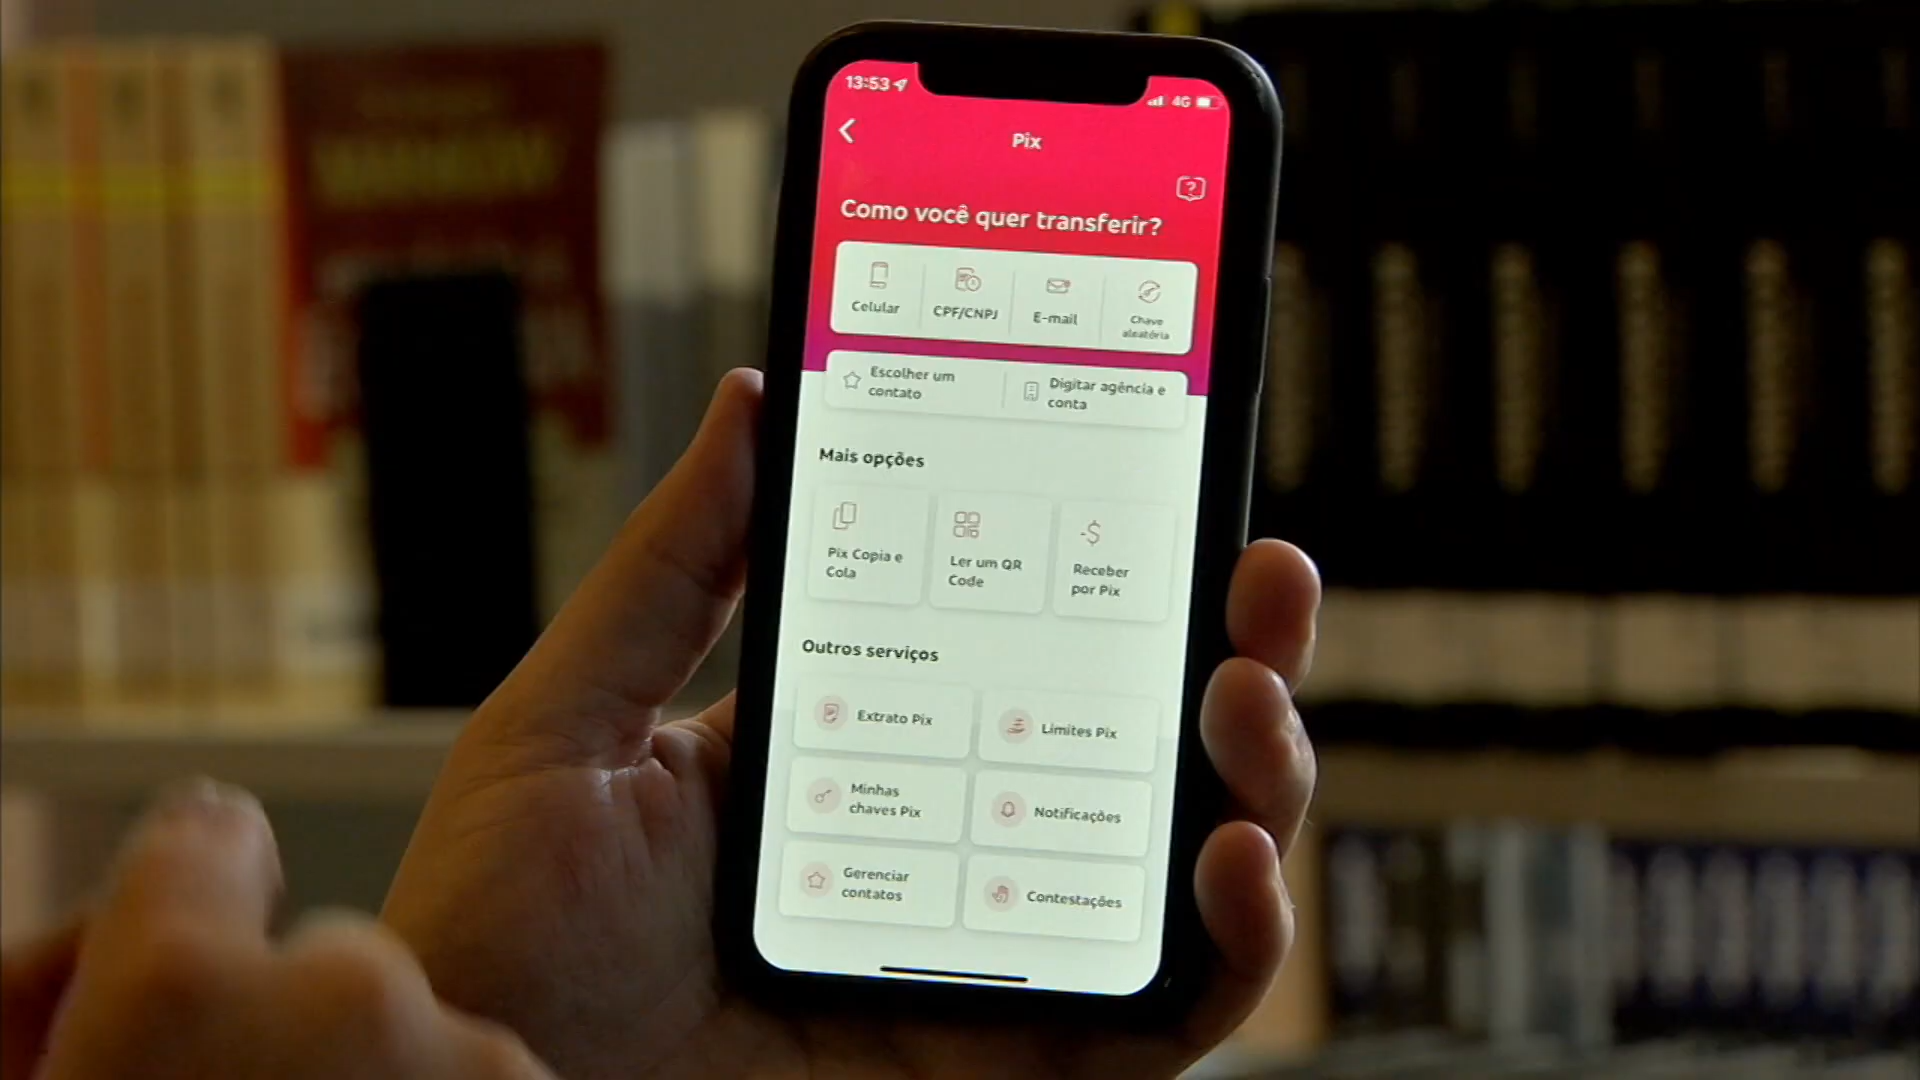 13:53
4G
Pix
Como você quer transferir?
Celular
CPF/CNPJ
E-mail
Chave
aleatória
Escolher um
contato
Digitar agência e
conta
Mais opções
Pix Copia e
Cola
Ler um QR
Code
Receber
por Pix
Outros serviços
Extrato Pix
Limites Pix
Minhas
chaves Pix
Notificações
Gerenciar
contatos
Contestações